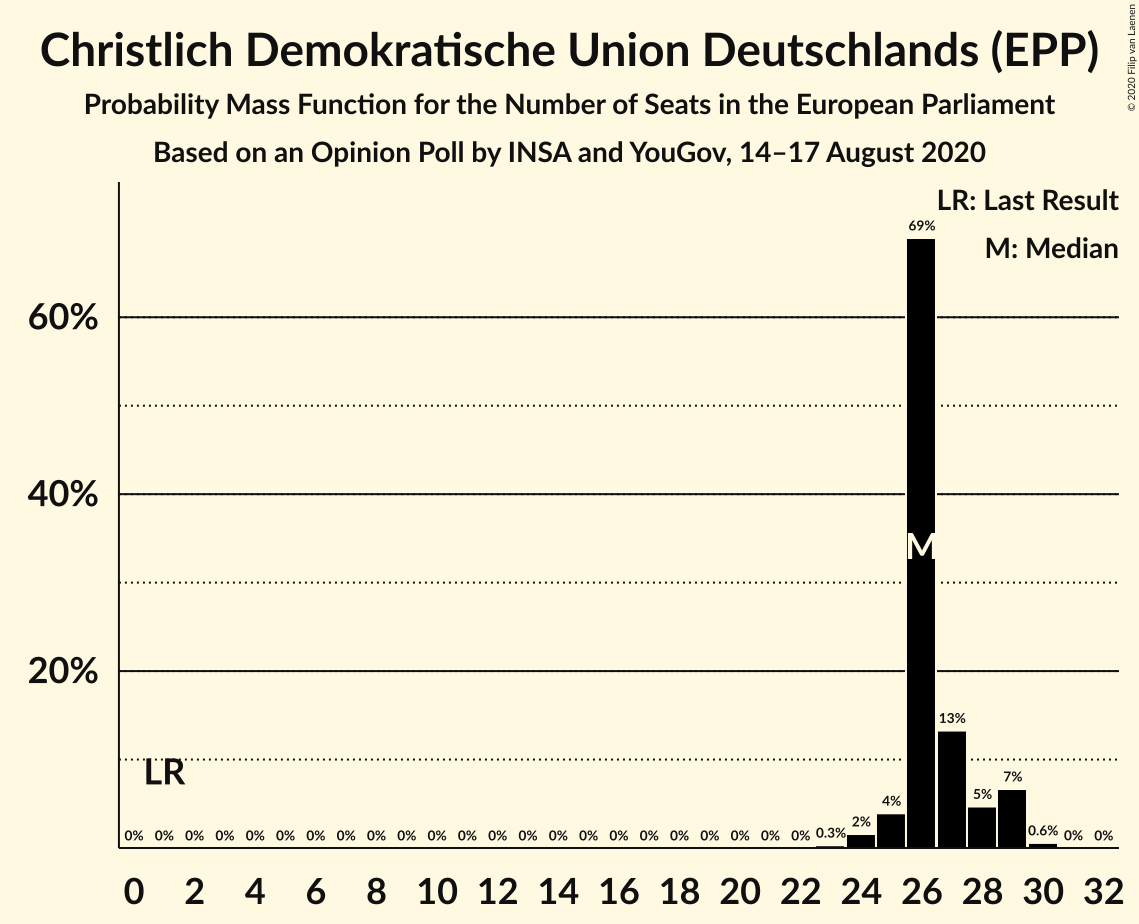 Christlich Demokratische Union Deutschlands (EPP)
Probability Mass Function for the Number of Seats in the European Parliament
Based on an Opinion Poll by INSA and YouGov, 14–17 August 2020
© 2020 Filip van Laenen
LR: Last Result
M: Median
69%
60%
40%
M
20%
13%
LR
7%
5%
4%
2%
0% 0% 0% 0% 0% 0% 0% 0% 0% 0% 0% 0% 0% 0% 0% 0% 0% 0% 0% 0% 0% 0% 0% 0.3% 0.6% 0% 0%
0 2 4 6 8 10 12 14 16 18 20 22 24 26 28 30 32